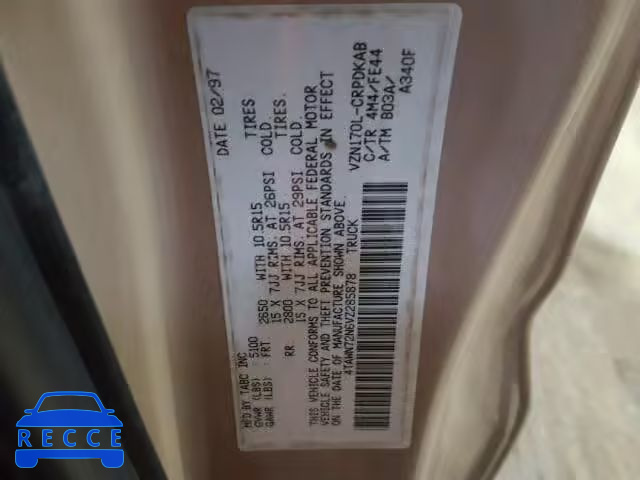 MFD BY TABC INC DATE 02/97
GVWR (LBS) 5100
GAWR (LBS) FRT 2650 WITH 10.5R15 TIRES
15 X 7JJ RIMS. AT 26PSI COLD.
RR 2800 WITH 10.5R15 TIRES
15 X 7JJ RIMS. AT 29PSI COLD.
THIS VEHICLE CONFORMS TO ALL APPLICABLE FEDERAL MOTOR
VEHICLE SAFETY AND THEFT PREVENTION STANDARDS IN EFFECT
ON THE DATE OF MANUFACTURE SHOWN ABOVE.
4TAWN72N6VZ285878 TRUCK
VZN170L-CRPDKAB
C/TR 4M4/FE44
A/TM B03A/ A340F
RECCE